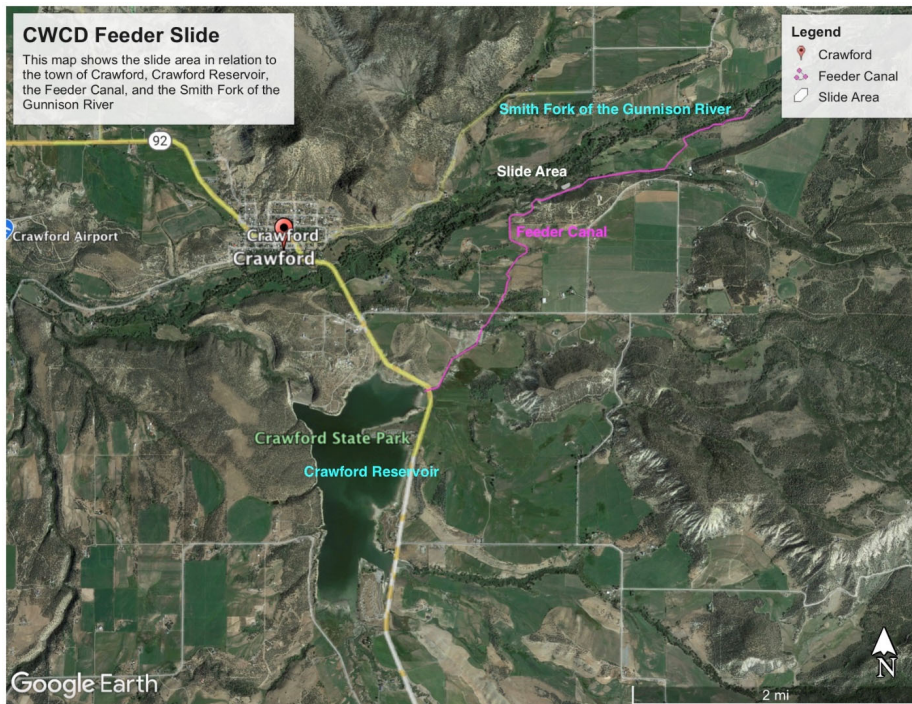 CWCD Feeder Slide
This map shows the slide area in relation to
the town of Crawford, Crawford Reservoir,
the Feeder Canal, and the Smith Fork of the
Gunnison River
Legend
Crawford
Feeder Canal
Slide Area
Smith Fork of the Gunnison River
92
Slide Area
Crawford Airport
Crawford
Feeder Canal
Crawford
Crawford State Park
Crawford Reservoir
N
Google Earth
2 mi